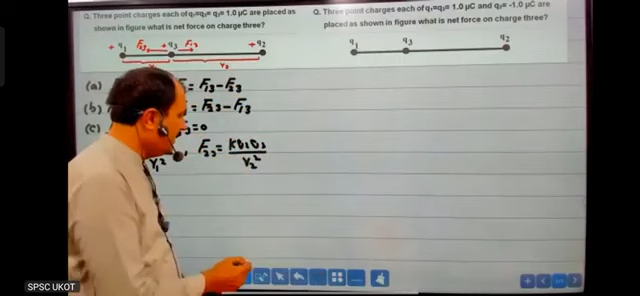 Q. Three point charges each of q₁=q₂= q₃= 1.0 μC are placed as
shown in figure what is net force on charge three?
+ q₁ F₂₃ + q₃ F₁₃ + q₂
r₂
(a) = F₁₃ - F₂₃
(b) = F₂₃ - F₁₃
(c) =0
r₁² , F₂₃ = KQ₁Q₃
r₂²
Q. Three point charges each of q₁=q₃= 1.0 μC and q₂= -1.0 μC are
placed as shown in figure what is net force on charge three?
q₁ q₃ q₂
SPSC UKOT